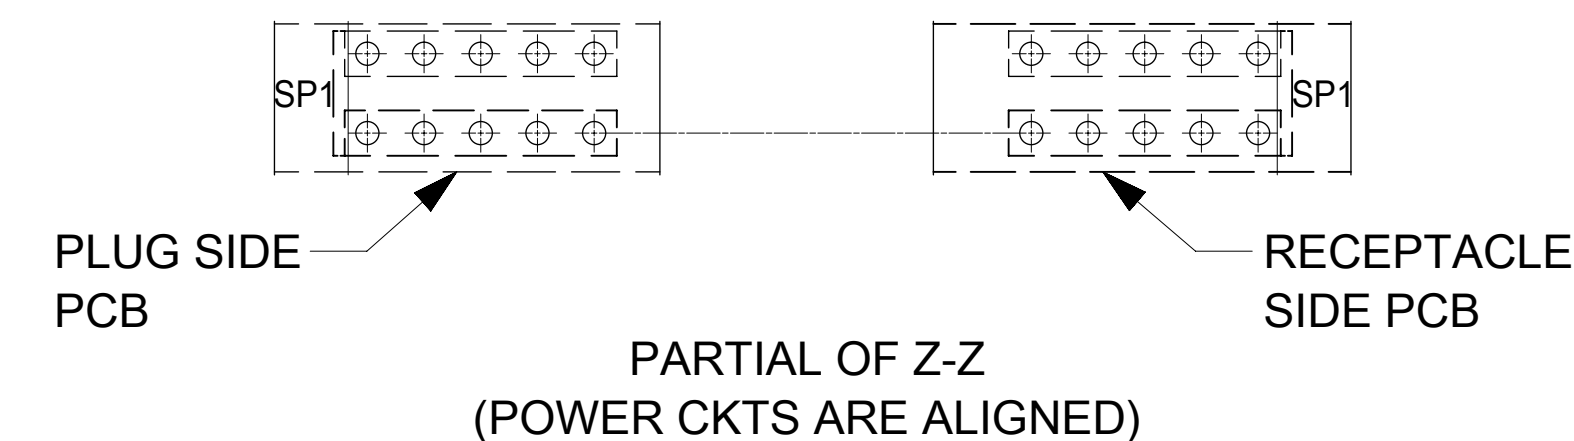 SP1
SP1
PLUG SIDE
PCB
RECEPTACLE
SIDE PCB
PARTIAL OF Z-Z
(POWER CKTS ARE ALIGNED)